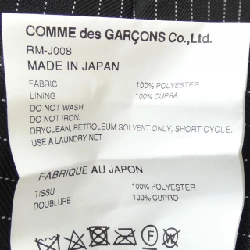 COMME des GARÇONS Co.,Ltd.
RM-J008
MADE IN JAPAN
FABRIC 100% POLYESTER
LINING 100% CUPRA
DO NOT WASH
DO NOT IRON.
DRYCLEAN, PETROLEUM SOLVENT ONLY, SHORT CYCLE.
USE A LAUNDRY NET
FABRIQUE AU JAPON
TISSU 100% POLYESTER
DOUBLURE 100% CUPRO